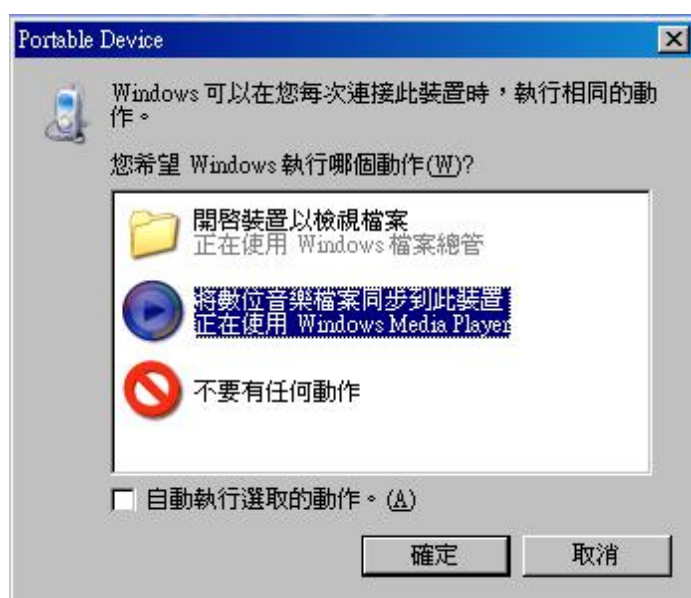 Portable Device
Windows 可以在您每次連接此裝置時，執行相同的動
作。
您希望 Windows 執行哪個動作(W)?
開啓裝置以檢視檔案
正在使用 Windows 檔案總管
將數位音樂檔案同步到此裝置
正在使用 Windows Media Player
不要有任何動作
自動執行選取的動作。(A)
確定 取消